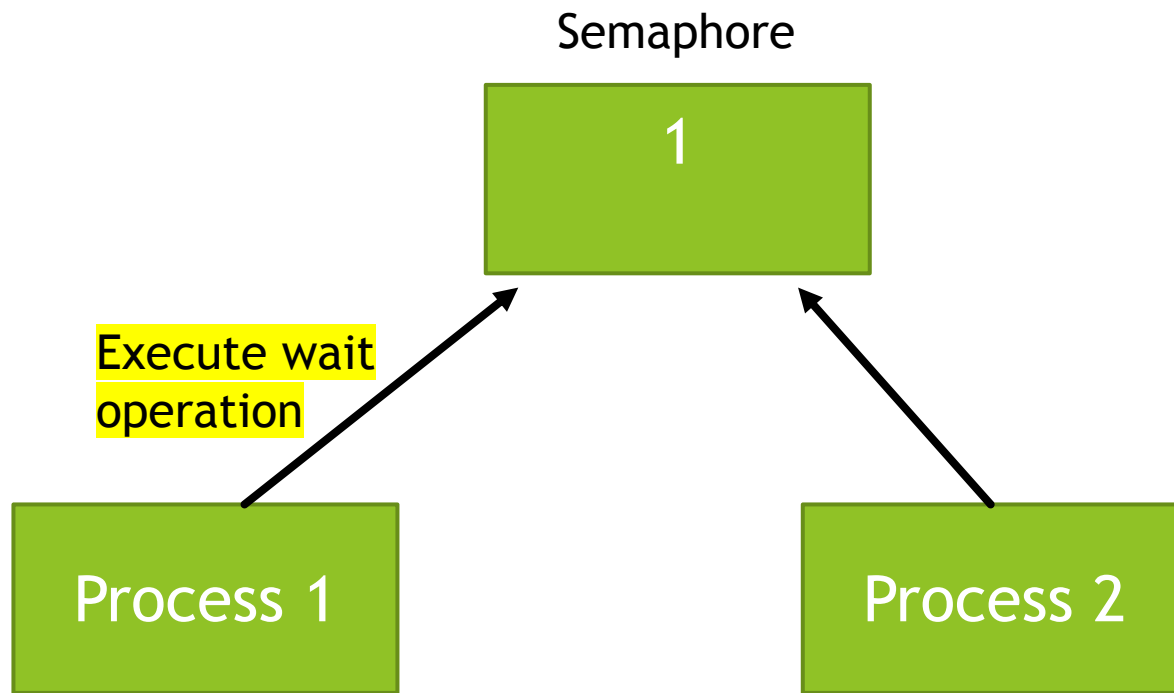 Semaphore
1
Execute wait
operation
Process 1
Process 2